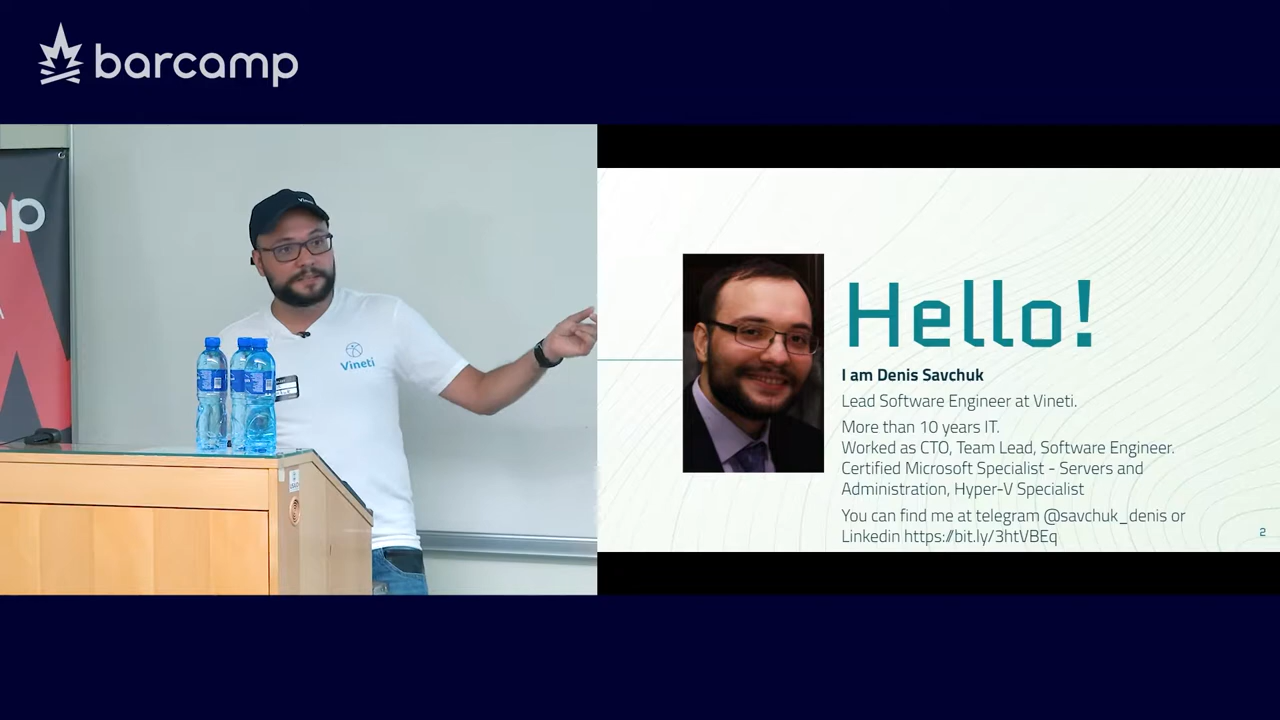 barcamp
Hello!
I am Denis Savchuk
Lead Software Engineer at Vineti.
More than 10 years IT.
Worked as CTO, Team Lead, Software Engineer.
Certified Microsoft Specialist - Servers and
Administration, Hyper-V Specialist
You can find me at telegram @savchuk_denis or
Linkedin https://bit.ly/3htVBEq
2
Vineti